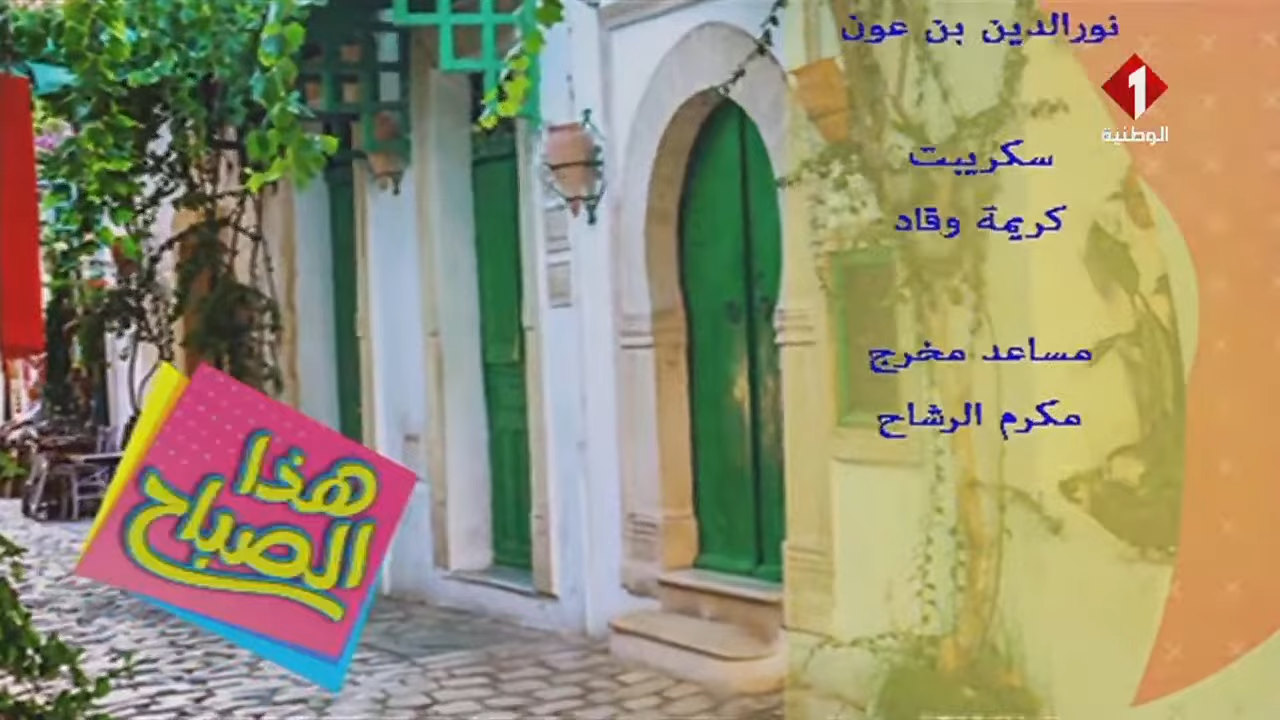 نورالدين بن عون
1
الوطنية
سكريبت
كريمة وقاد
مساعد مخرج
مكرم الرشاح
هذا
الصباح